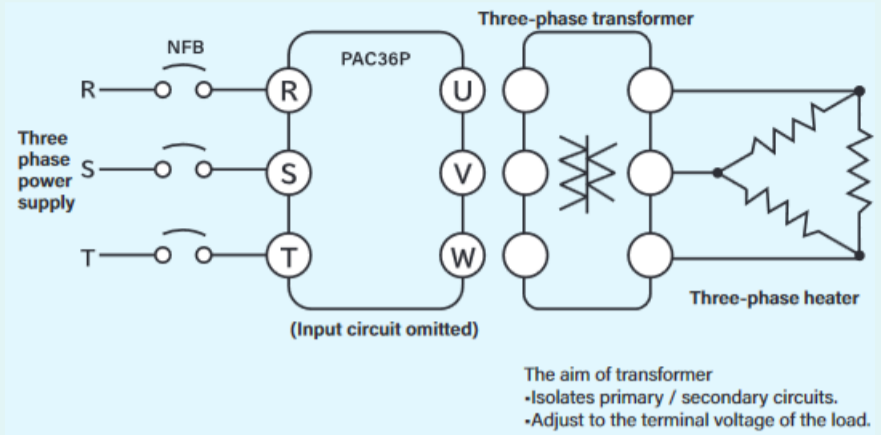 Three-phase transformer
NFB
PAC36P
R
R
U
Three
phase
power
supply
S
S
V
T
T
W
Three-phase heater
(Input circuit omitted)
The aim of transformer
•Isolates primary / secondary circuits.
•Adjust to the terminal voltage of the load.